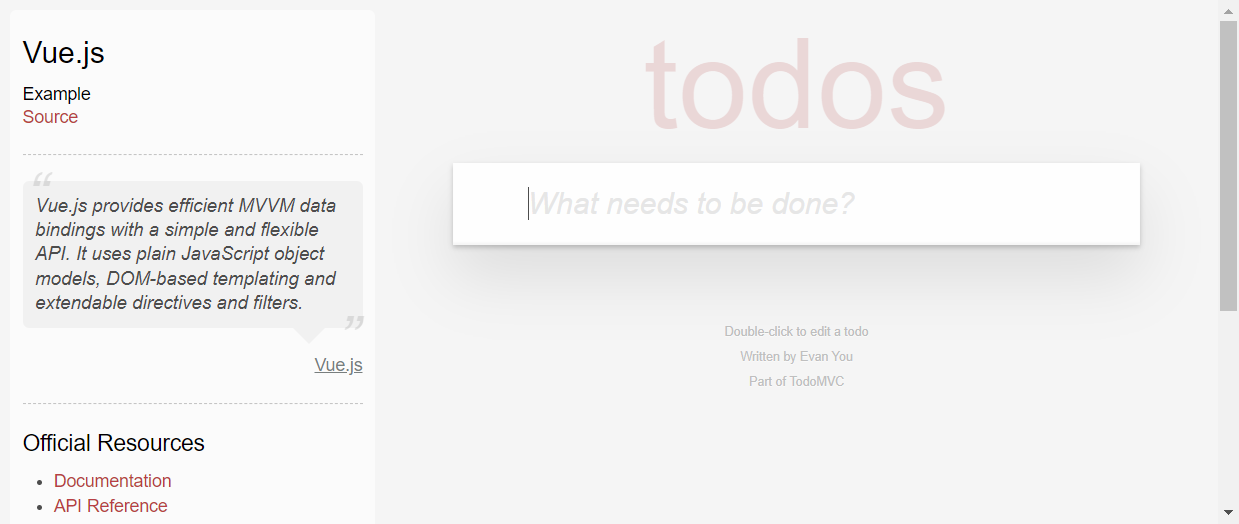 Vue.js
Example
Source
“
Vue.js provides efficient MVVM data
bindings with a simple and flexible
API. It uses plain JavaScript object
models, DOM-based templating and
extendable directives and filters.
”
Vue.js
Official Resources
• Documentation
• API Reference
todos
What needs to be done?
Double-click to edit a todo
Written by Evan You
Part of TodoMVC